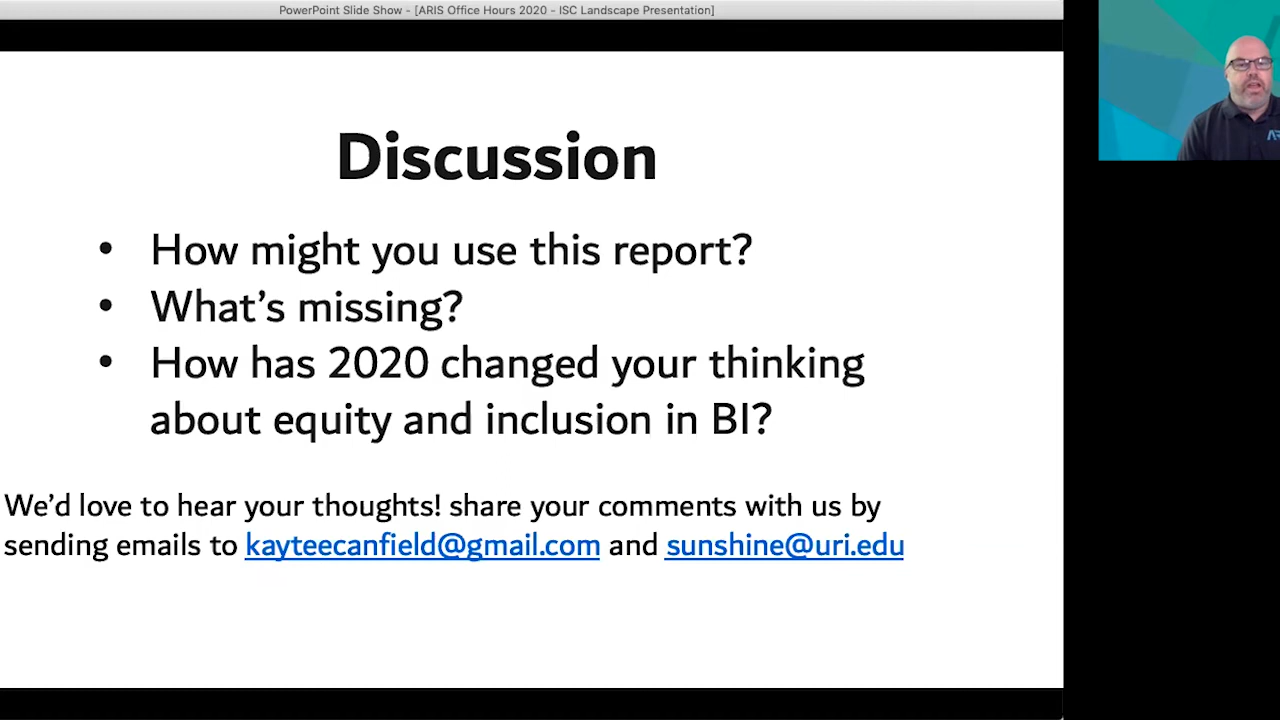 PowerPoint Slide Show - [ARIS Office Hours 2020 - ISC Landscape Presentation]
Discussion
• How might you use this report?
• What's missing?
• How has 2020 changed your thinking
about equity and inclusion in BI?
We'd love to hear your thoughts! share your comments with us by
sending emails to kayteecanfield@gmail.com and sunshine@uri.edu